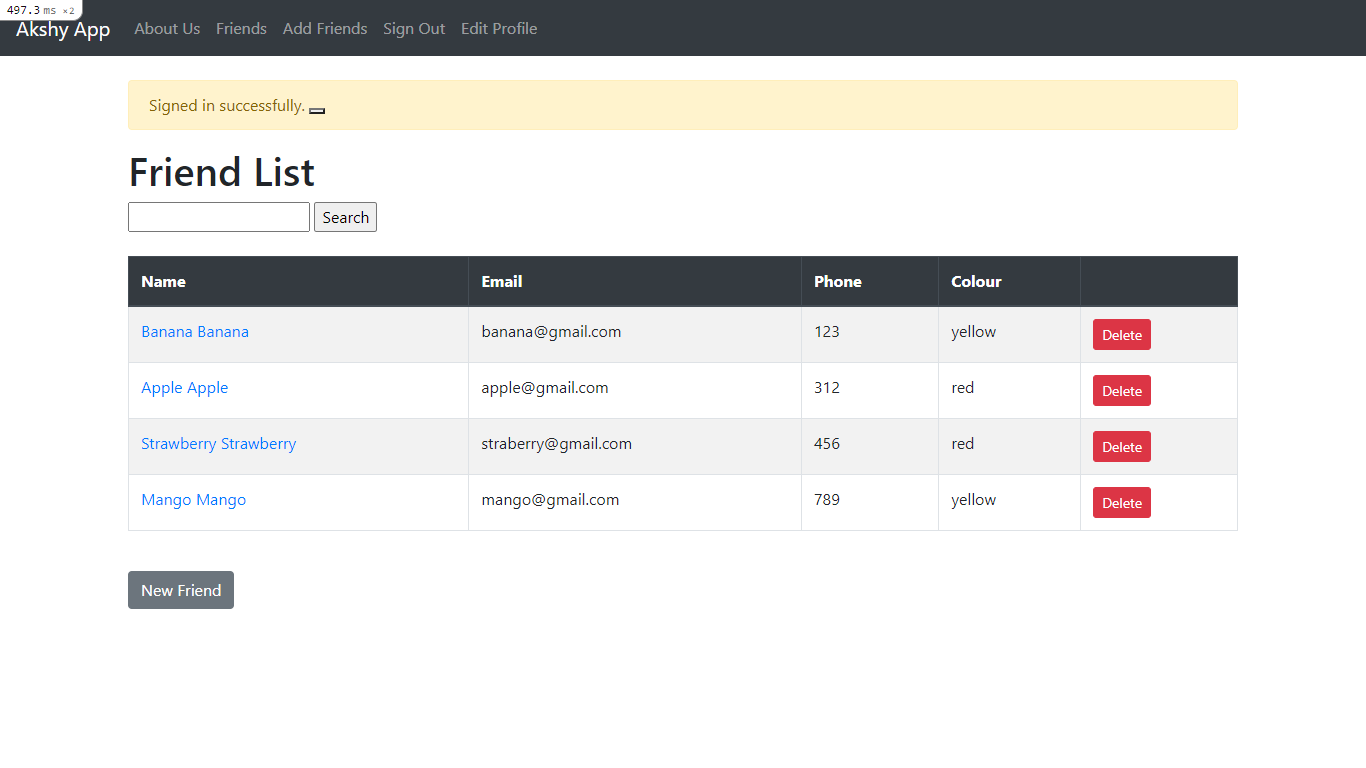 497.3 ms ×2
Akshy App About Us Friends Add Friends Sign Out Edit Profile
Signed in successfully.
Friend List
Search
Name Email Phone Colour
Banana Banana banana@gmail.com 123 yellow Delete
Apple Apple apple@gmail.com 312 red Delete
Strawberry Strawberry straberry@gmail.com 456 red Delete
Mango Mango mango@gmail.com 789 yellow Delete
New Friend